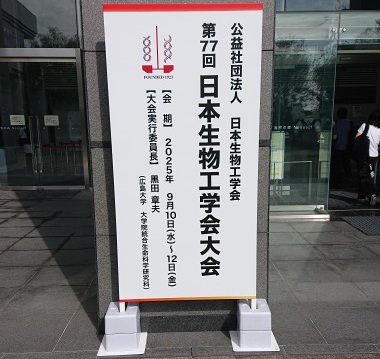 公益社団法人 日本生物工学会
第77回 日本生物工学会大会
【会 期】 2025年 9月10日(水)~12日(金)
【大会実行委員長】 黒田 章夫
(広島大学 大学院統合生命科学研究科)
FOUNDED 1923